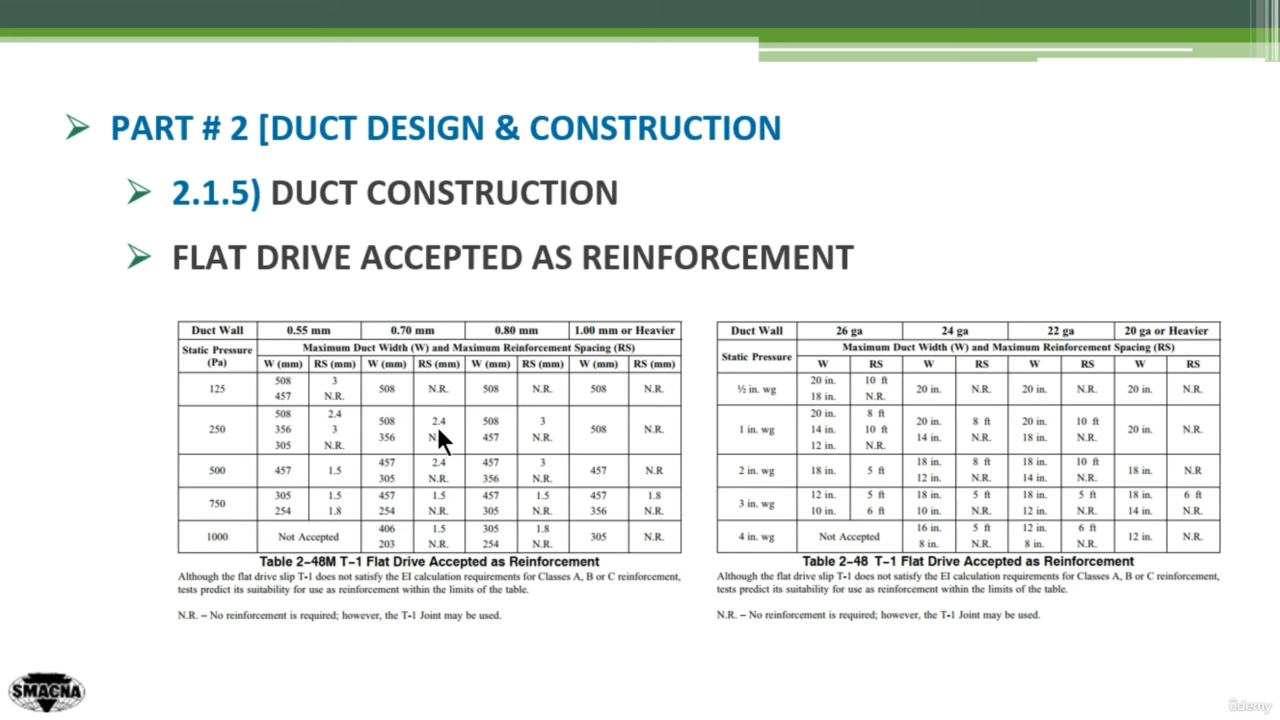 PART # 2 [DUCT DESIGN & CONSTRUCTION
2.1.5) DUCT CONSTRUCTION
FLAT DRIVE ACCEPTED AS REINFORCEMENT
Duct Wall 0.55 mm 0.70 mm 0.80 mm 1.00 mm or Heavier
Static Pressure (Pa) Maximum Duct Width (W) and Maximum Reinforcement Spacing (RS)
W (mm) RS (mm) W (mm) RS (mm) W (mm) RS (mm) W (mm) RS (mm)
125 508 3 508 N.R. 508 N.R. 508 N.R.
457 N.R.
250 508 2.4 508 2.4 508 3 508 N.R.
356 3 356 N 457 N.R.
305 N.R.
500 457 1.5 457 2.4 457 3 457 N.R
305 N.R. 356 N.R.
750 305 1.5 457 1.5 457 1.5 457 1.8
254 1.8 254 N.R. 305 N.R. 356 N.R.
1000 Not Accepted 406 1.5 305 1.8 305 N.R.
203 N.R. 254 N.R.
Table 2–48M T–1 Flat Drive Accepted as Reinforcement
Although the flat drive slip T-1 does not satisfy the EI calculation requirements for Classes A, B or C reinforcement,
tests predict its suitability for use as reinforcement within the limits of the table.
N.R. – No reinforcement is required; however, the T-1 Joint may be used.
Duct Wall 26 ga 24 ga 22 ga 20 ga or Heavier
Static Pressure Maximum Duct Width (W) and Maximum Reinforcement Spacing (RS)
W RS W RS W RS W RS
½ in. wg 20 in. 10 ft 20 in. N.R. 20 in. N.R. 20 in. N.R.
18 in. N.R.
1 in. wg 20 in. 8 ft 20 in. 8 ft 20 in. 10 ft 20 in. N.R.
14 in. 10 ft 14 in. N.R. 18 in. N.R.
12 in. N.R.
2 in. wg 18 in. 5 ft 18 in. 8 ft 18 in. 10 ft 18 in. N.R
12 in. N.R. 14 in. N.R.
3 in. wg 12 in. 5 ft 18 in. 5 ft 18 in. 5 ft 18 in. 6 ft
10 in. 6 ft 10 in. N.R. 12 in. N.R. 14 in. N.R.
4 in. wg Not Accepted 16 in. 5 ft 12 in. 6 ft 12 in. N.R.
8 in. N.R. 8 in. N.R.
Table 2–48 T–1 Flat Drive Accepted as Reinforcement
Although the flat drive slip T-1 does not satisfy the EI calculation requirements for Classes A, B or C reinforcement,
tests predict its suitability for use as reinforcement within the limits of the table.
N.R. – No reinforcement is required; however, the T-1 Joint may be used.
SMACNA
ûdemy